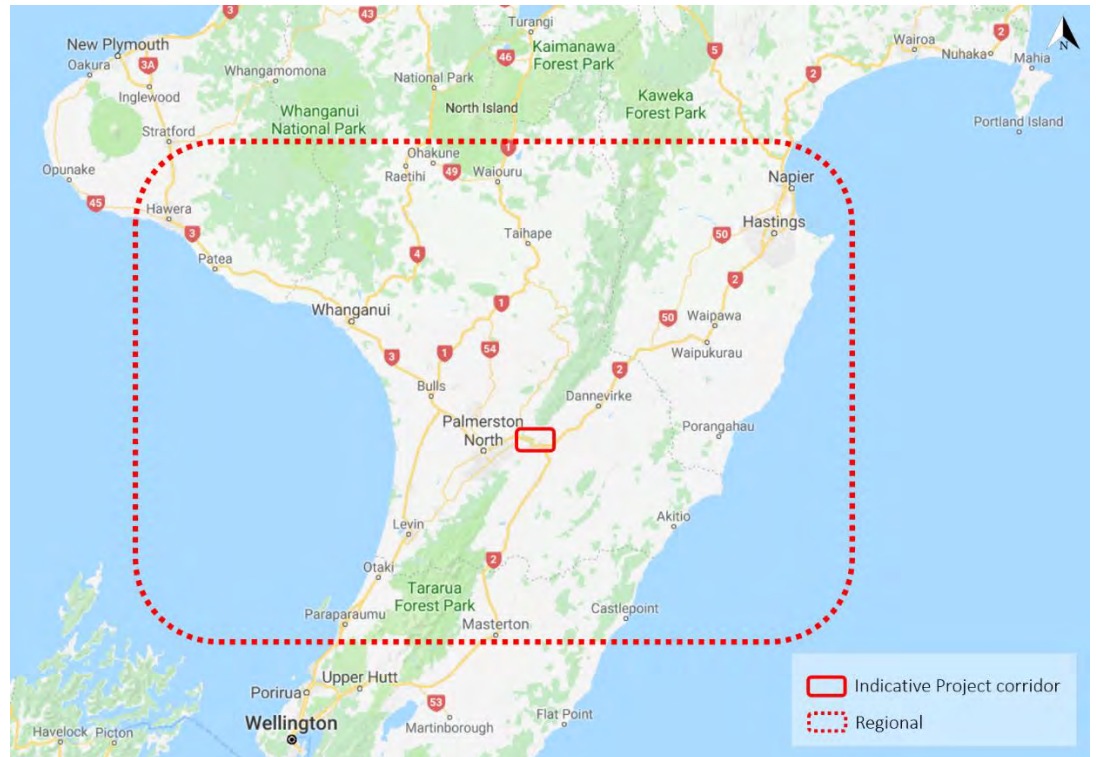 43
Turangi
2
New Plymouth
Oakura
3A
Whangamomona
46
Kaimanawa
Forest Park
5
Wairoa
Nuhaka
Mahia
N
Inglewood
National Park
2
North Island
Kaweka
Forest Park
Whanganui
National Park
Stratford
Portland Island
Opunake
Ohakune
1
Raetihi
49
Waiouru
Napier
45
Hawera
3
Hastings
Taihape
50
4
Patea
2
Whanganui
1
50
Waipawa
3
1
54
Waipukurau
2
Bulls
Dannevirke
Palmerston
North
Porangahau
Levin
Akitio
2
Otaki
Tararua
Forest Park
Paraparaumu
Castlepoint
Masterton
Upper Hutt
Porirua
53
Wellington
Martinborough
Flat Point
Havelock
Picton
Indicative Project corridor
Regional